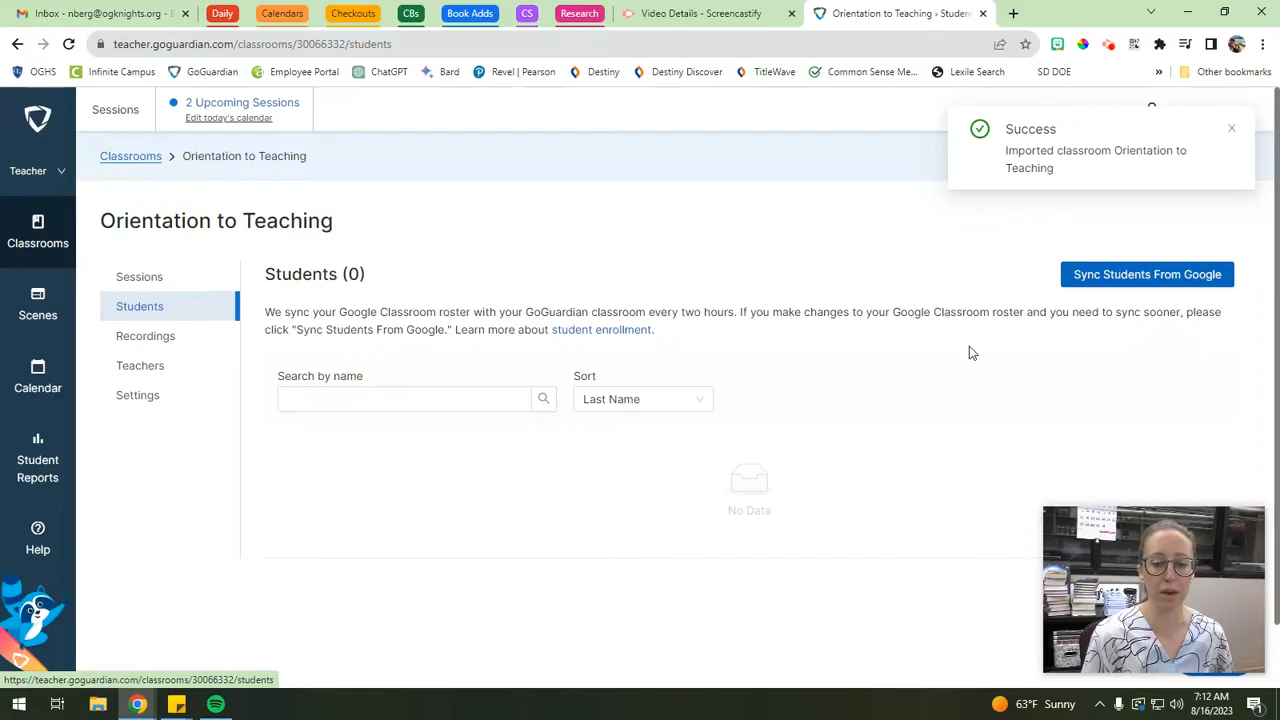 Inbox - nberg@ogknights.org - E
Daily
Calendars
Checkouts
CBs
Book Adds
CS
Research
Video Details - Screencastify
Orientation to Teaching - Student
teacher.goguardian.com/classrooms/30066332/students
OGHS
Infinite Campus
GoGuardian
Employee Portal
ChatGPT
Bard
Revel | Pearson
Destiny
Destiny Discover
TitleWave
Common Sense Me...
Lexile Search
SD DOE
»
Other bookmarks
Sessions
2 Upcoming Sessions
Edit today's calendar
Teacher
Classrooms
Scenes
Calendar
Student
Reports
Help
Classrooms > Orientation to Teaching
Success
Imported classroom Orientation to
Teaching
Orientation to Teaching
Sessions
Students
Recordings
Teachers
Settings
Students (0)
Sync Students From Google
We sync your Google Classroom roster with your GoGuardian classroom every two hours. If you make changes to your Google Classroom roster and you need to sync sooner, please
click "Sync Students From Google." Learn more about student enrollment.
Search by name
Sort
Last Name
No Data
https://teacher.goguardian.com/classrooms/30066332/students
63°F Sunny
7:12 AM
8/16/2023